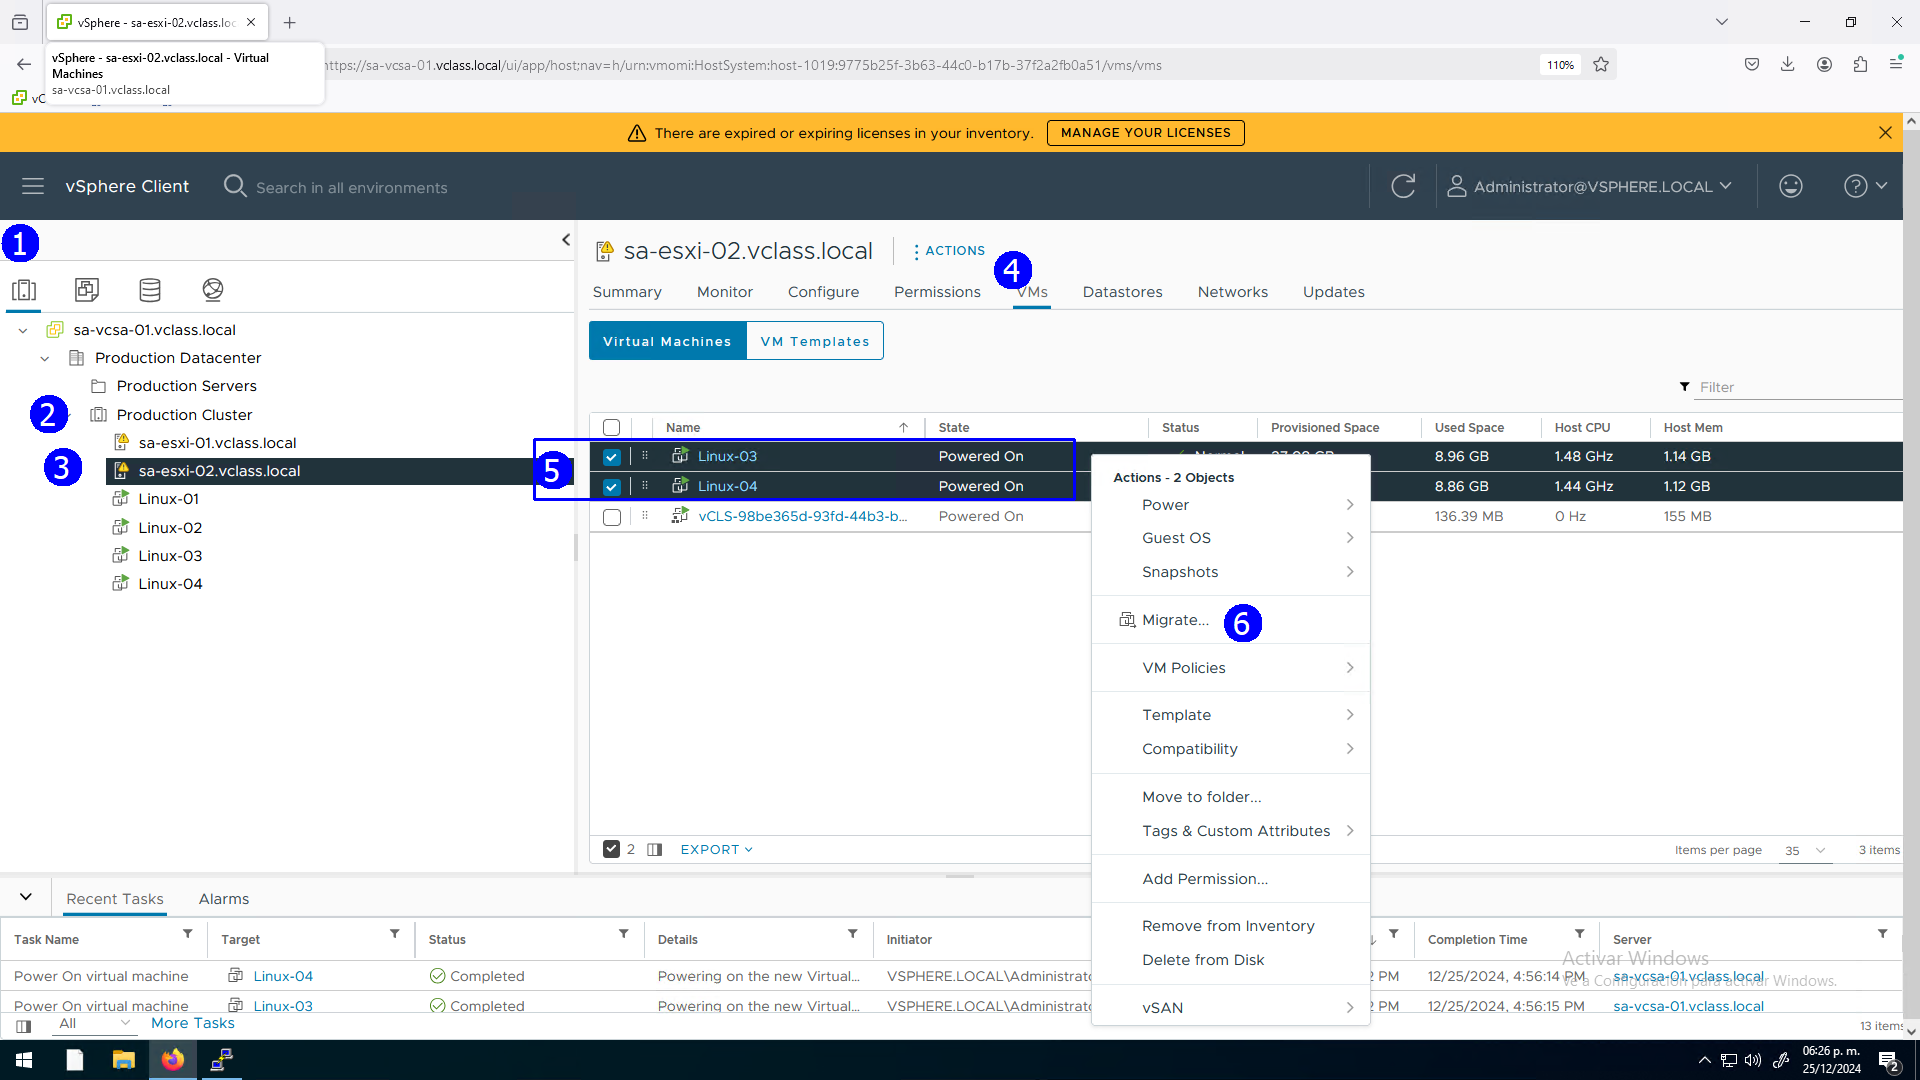 vSphere - sa-esxi-02.vclass.loc
vSphere - sa-esxi-02.vclass.local - Virtual
Machines
sa-vcsa-01.vclass.local
https://sa-vcsa-01.vclass.local/ui/app/host;nav=h/urn:vmomi:HostSystem:host-1019:9775b25f-3b63-44c0-b17b-37f2a2fb0a51/vms/vms
110%
There are expired or expiring licenses in your inventory.
MANAGE YOUR LICENSES
vSphere Client
Search in all environments
Administrator@VSPHERE.LOCAL
1
sa-esxi-02.vclass.local
ACTIONS
4
Summary Monitor Configure Permissions VMs Datastores Networks Updates
sa-vcsa-01.vclass.local
Production Datacenter
Production Servers
2
Production Cluster
sa-esxi-01.vclass.local
3
sa-esxi-02.vclass.local
Linux-01
Linux-02
Linux-03
Linux-04
Virtual Machines
VM Templates
Filter
Name State Status Provisioned Space Used Space Host CPU Host Mem
5
Linux-03 Powered On Normal 8.96 GB 1.48 GHz 1.14 GB
Linux-04 Powered On 8.86 GB 1.44 GHz 1.12 GB
vCLS-98be365d-93fd-44b3-b... Powered On 136.39 MB 0 Hz 155 MB
Actions - 2 Objects
Power
Guest OS
Snapshots
Migrate...
6
VM Policies
Template
Compatibility
Move to folder...
Tags & Custom Attributes
Add Permission...
Remove from Inventory
Delete from Disk
vSAN
2
EXPORT
Items per page 35 3 items
Recent Tasks Alarms
Task Name Target Status Details Initiator Completion Time Server
Power On virtual machine Linux-04 Completed Powering on the new Virtual... VSPHERE.LOCAL\Administrato 2 PM 12/25/2024, 4:56:14 PM sa-vcsa-01.vclass.local
Power On virtual machine Linux-03 Completed Powering on the new Virtual... VSPHERE.LOCAL\Administrato 2 PM 12/25/2024, 4:56:15 PM sa-vcsa-01.vclass.local
Activar Windows
Ve a Configuración para activar Windows.
All
More Tasks
13 items
06:26 p. m.
25/12/2024
2